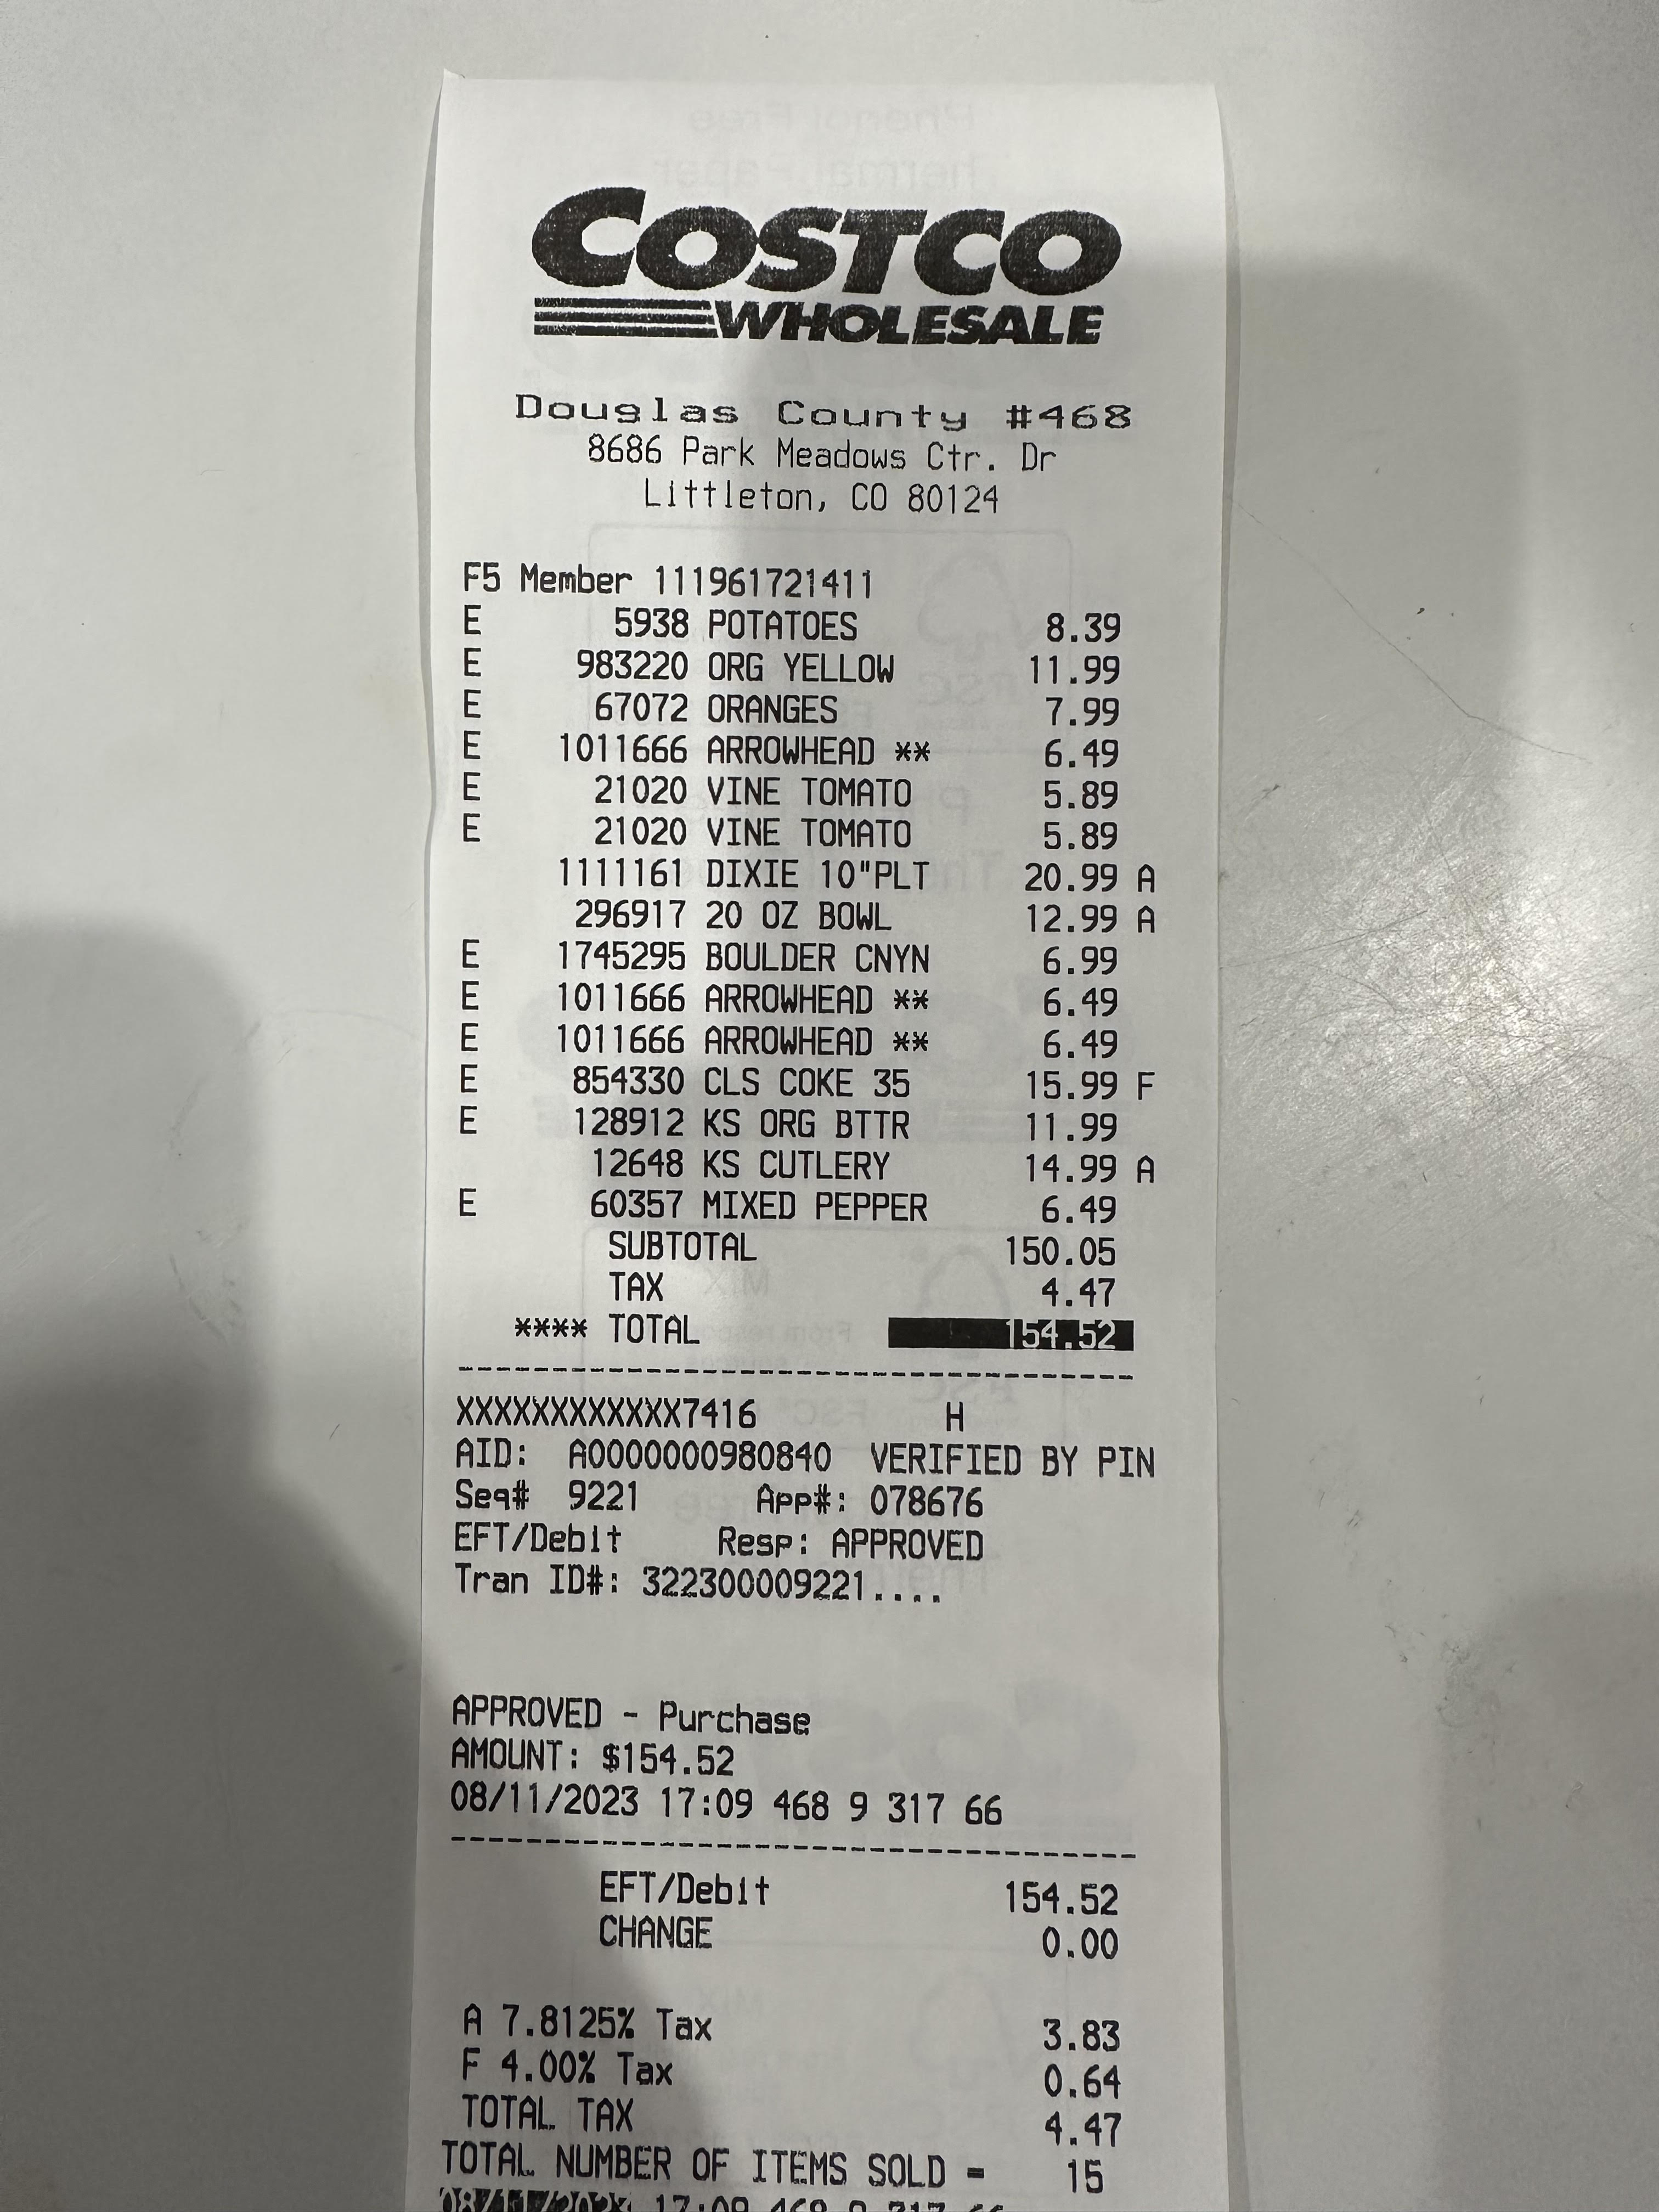 COSTCO
WHOLESALE
Douglas County #468
8686 Park Meadows Ctr. Dr
Littleton, CO 80124
F5 Member 111961721411
E 5938 POTATOES 8.39
E 983220 ORG YELLOW 11.99
E 67072 ORANGES 7.99
E 1011666 ARROWHEAD ** 6.49
E 21020 VINE TOMATO 5.89
E 21020 VINE TOMATO 5.89
1111161 DIXIE 10"PLT 20.99 A
296917 20 OZ BOWL 12.99 A
E 1745295 BOULDER CNYN 6.99
E 1011666 ARROWHEAD ** 6.49
E 1011666 ARROWHEAD ** 6.49
E 854330 CLS COKE 35 15.99 F
E 128912 KS ORG BTTR 11.99
12648 KS CUTLERY 14.99 A
E 60357 MIXED PEPPER 6.49
SUBTOTAL 150.05
TAX 4.47
**** TOTAL 154.52
XXXXXXXXXXXX7416 H
AID: A0000000980840 VERIFIED BY PIN
Seq# 9221 App#: 078676
EFT/Debit Resp: APPROVED
Tran ID#: 322300009221....
APPROVED - Purchase
AMOUNT: $154.52
08/11/2023 17:09 468 9 317 66
EFT/Debit 154.52
CHANGE 0.00
A 7.8125% Tax 3.83
F 4.00% Tax 0.64
TOTAL TAX 4.47
TOTAL NUMBER OF ITEMS SOLD = 15
08/11/2023 17:09 468 9 317 66